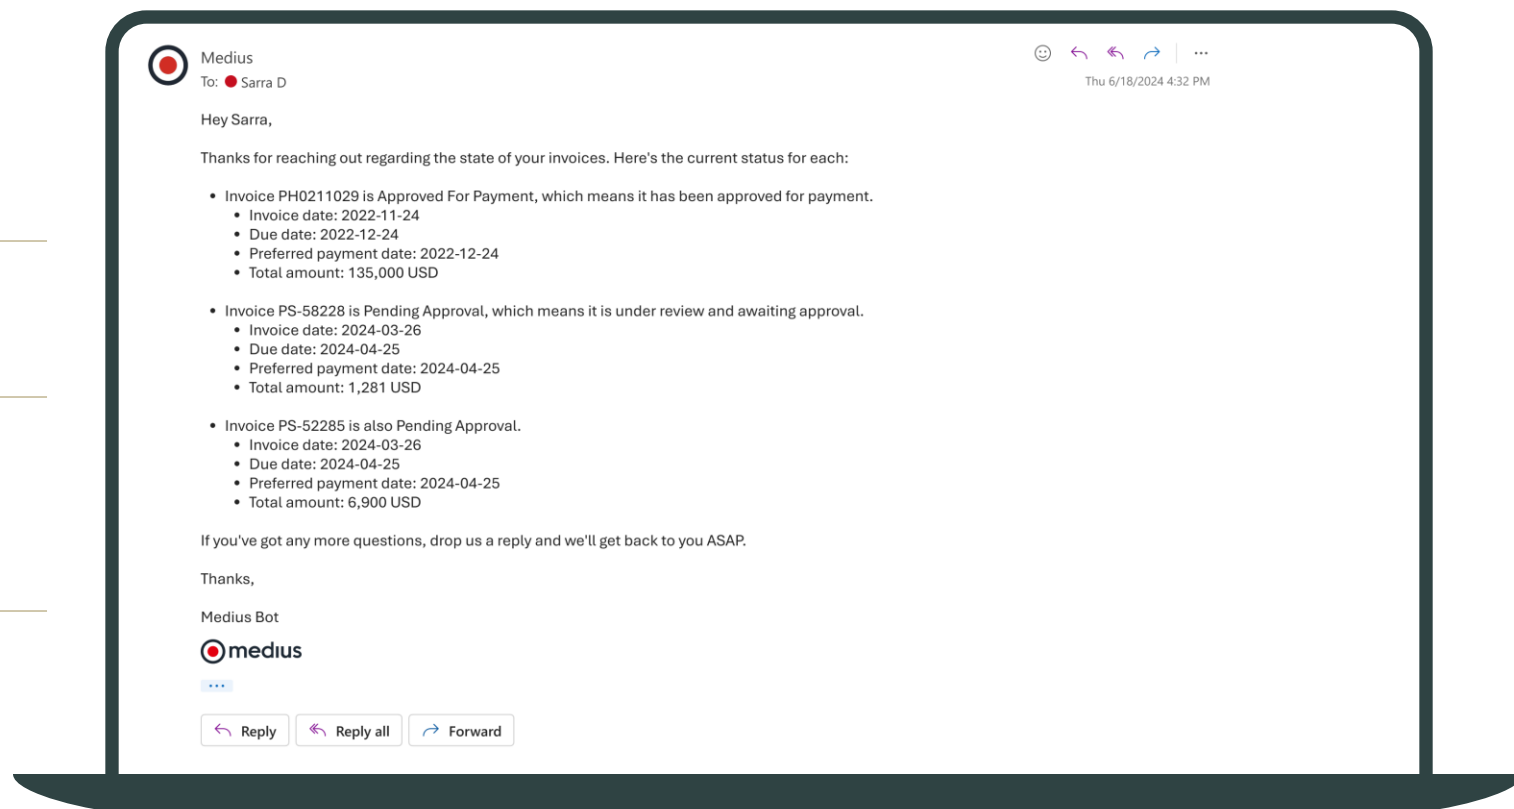 Medius
To: Sarra D
Thu 6/18/2024 4:32 PM
Hey Sarra,
Thanks for reaching out regarding the state of your invoices. Here's the current status for each:
• Invoice PH0211029 is Approved For Payment, which means it has been approved for payment.
• Invoice date: 2022-11-24
• Due date: 2022-12-24
• Preferred payment date: 2022-12-24
• Total amount: 135,000 USD
• Invoice PS-58228 is Pending Approval, which means it is under review and awaiting approval.
• Invoice date: 2024-03-26
• Due date: 2024-04-25
• Preferred payment date: 2024-04-25
• Total amount: 1,281 USD
• Invoice PS-52285 is also Pending Approval.
• Invoice date: 2024-03-26
• Due date: 2024-04-25
• Preferred payment date: 2024-04-25
• Total amount: 6,900 USD
If you've got any more questions, drop us a reply and we'll get back to you ASAP.
Thanks,
Medius Bot
medius
Reply Reply all Forward